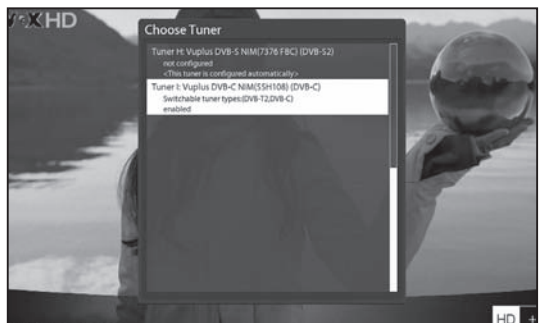 VOXHD
Choose Tuner
Tuner H: Vuplus DVB-S NIM(7376 FBC) (DVB-S2)
not configured
<This tuner is configured automatically>
Tuner I: Vuplus DVB-C NIM(SSH108) (DVB-C)
Switchable tuner types:(DVB-T2,DVB-C)
enabled
HD +